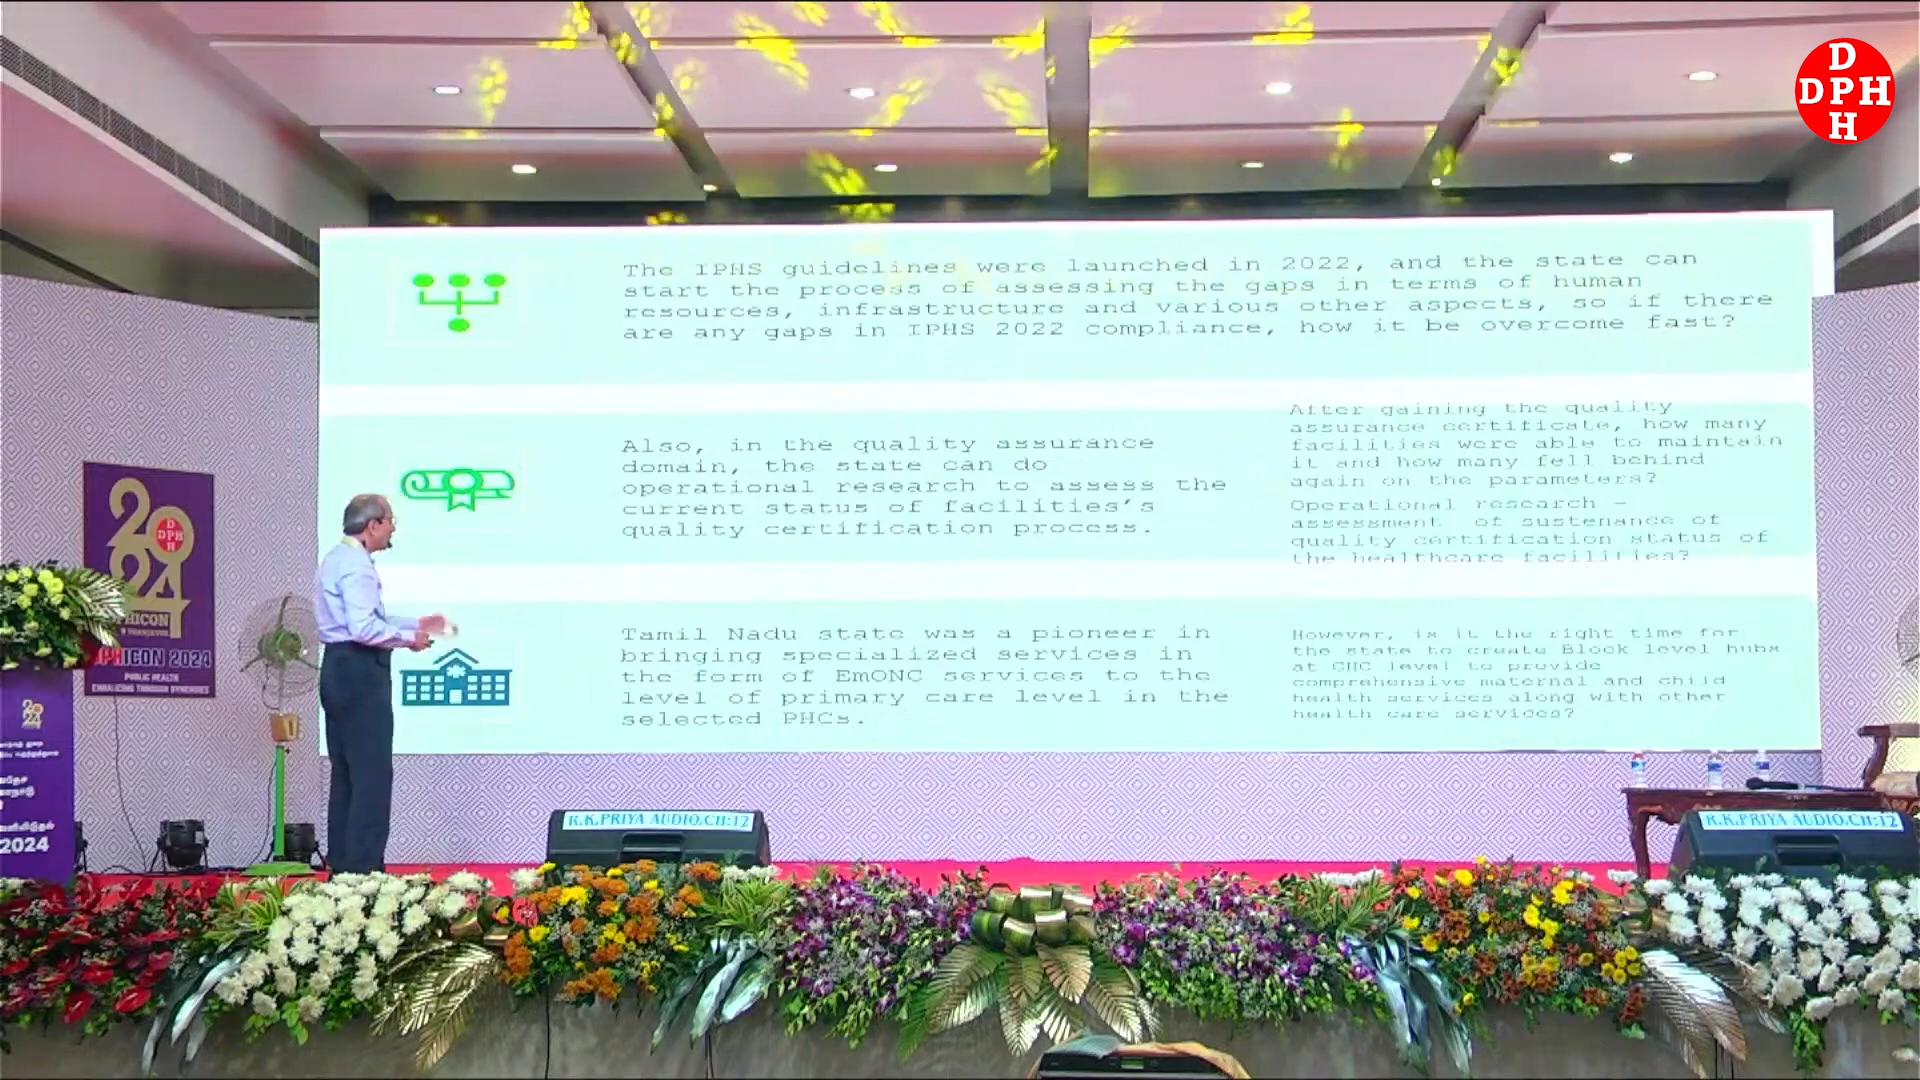 D
DPH
H
The IPHS guidelines were launched in 2022, and the state can
start the process of assessing the gaps in terms of human
resources, infrastructure and various other aspects, so if there
are any gaps in IPHS 2022 compliance, how it be overcome fast?
Also, in the quality assurance
domain, the state can do
operational research to assess the
current status of facilities's
quality certification process.
After gaining the quality
assurance certificate, how many
facilities were able to maintain
it and how many fell behind
again on the parameters?
Operational research –
assessment of sustenance of
quality certification status of
the healthcare facilities?
Tamil Nadu state was a pioneer in
bringing specialized services in
the form of EmONC services to the
level of primary care level in the
selected PHCs.
However, is it the right time for
the state to create Block level hubs
at CHC level to provide
comprehensive maternal and child
health services along with other
health care services?
20
D
DPH
H
24
DPHICON 2024
PUBLIC HEALTH
2024
R.K.PRIYA AUDIO.CH:12
R.K.PRIYA AUDIO.CH:12